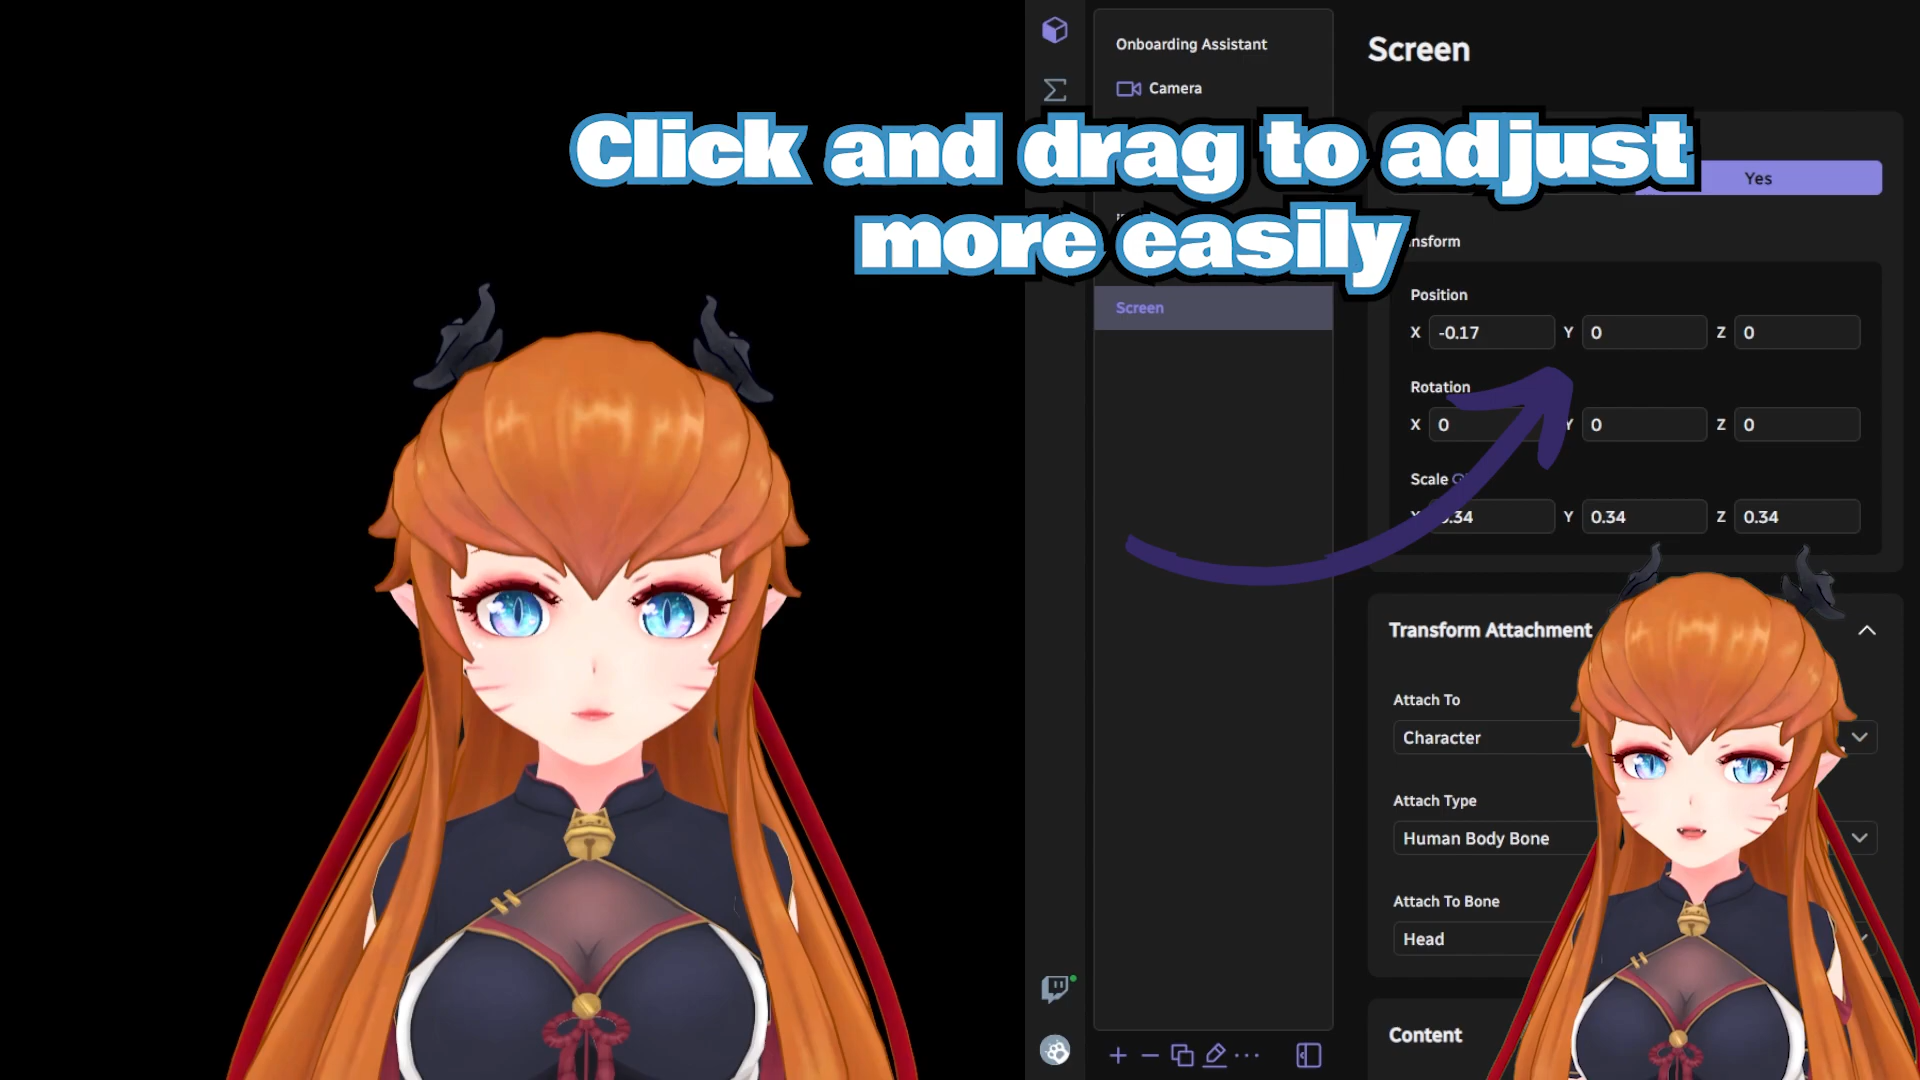 Onboarding Assistant
Camera
Screen
Click and drag to adjust
more easily
Yes
nsform
Screen
Position
X -0.17 Y 0 Z 0
Rotation
X 0 Y 0 Z 0
Scale
.34 Y 0.34 Z 0.34
Transform Attachment
Attach To
Character
Attach Type
Human Body Bone
Attach To Bone
Head
Content